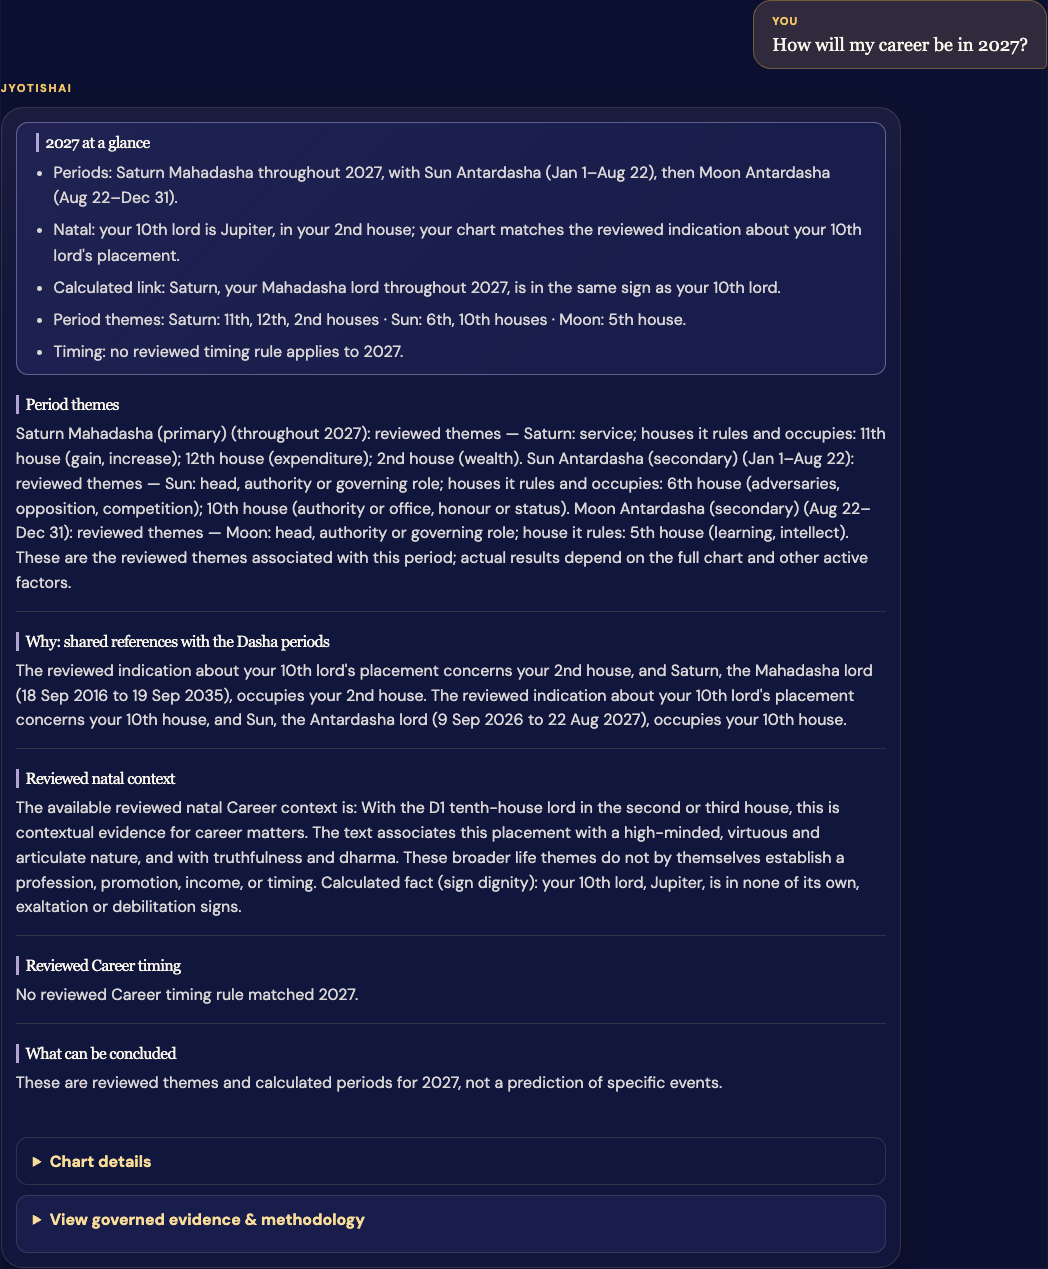 YOU
How will my career be in 2027?
JYOTISHAI
2027 at a glance
• Periods: Saturn Mahadasha throughout 2027, with Sun Antardasha (Jan 1–Aug 22), then Moon Antardasha
(Aug 22–Dec 31).
• Natal: your 10th lord is Jupiter, in your 2nd house; your chart matches the reviewed indication about your 10th
lord's placement.
• Calculated link: Saturn, your Mahadasha lord throughout 2027, is in the same sign as your 10th lord.
• Period themes: Saturn: 11th, 12th, 2nd houses · Sun: 6th, 10th houses · Moon: 5th house.
• Timing: no reviewed timing rule applies to 2027.
Period themes
Saturn Mahadasha (primary) (throughout 2027): reviewed themes — Saturn: service; houses it rules and occupies: 11th
house (gain, increase); 12th house (expenditure); 2nd house (wealth). Sun Antardasha (secondary) (Jan 1–Aug 22):
reviewed themes — Sun: head, authority or governing role; houses it rules and occupies: 6th house (adversaries,
opposition, competition); 10th house (authority or office, honour or status). Moon Antardasha (secondary) (Aug 22–
Dec 31): reviewed themes — Moon: head, authority or governing role; house it rules: 5th house (learning, intellect).
These are the reviewed themes associated with this period; actual results depend on the full chart and other active
factors.
Why: shared references with the Dasha periods
The reviewed indication about your 10th lord's placement concerns your 2nd house, and Saturn, the Mahadasha lord
(18 Sep 2016 to 19 Sep 2035), occupies your 2nd house. The reviewed indication about your 10th lord's placement
concerns your 10th house, and Sun, the Antardasha lord (9 Sep 2026 to 22 Aug 2027), occupies your 10th house.
Reviewed natal context
The available reviewed natal Career context is: With the D1 tenth-house lord in the second or third house, this is
contextual evidence for career matters. The text associates this placement with a high-minded, virtuous and
articulate nature, and with truthfulness and dharma. These broader life themes do not by themselves establish a
profession, promotion, income, or timing. Calculated fact (sign dignity): your 10th lord, Jupiter, is in none of its own,
exaltation or debilitation signs.
Reviewed Career timing
No reviewed Career timing rule matched 2027.
What can be concluded
These are reviewed themes and calculated periods for 2027, not a prediction of specific events.
▶ Chart details
▶ View governed evidence & methodology